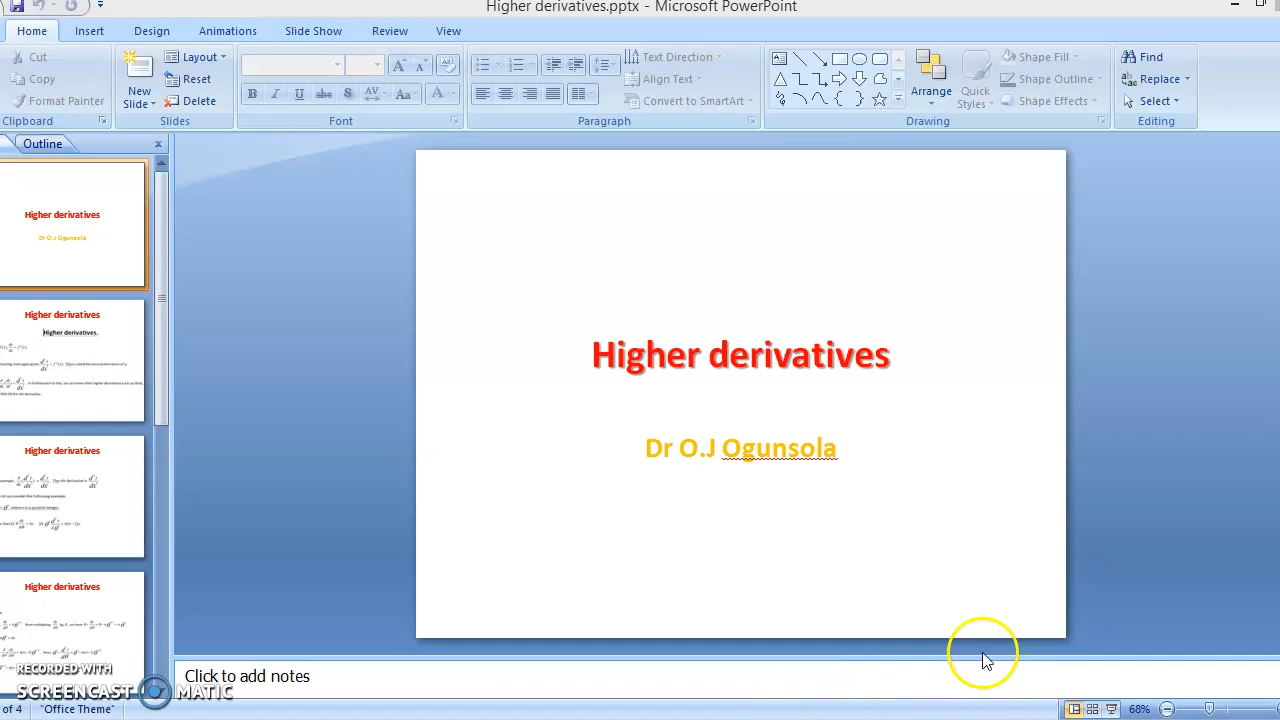 Higher derivatives.pptx - Microsoft PowerPoint
Home Insert Design Animations Slide Show Review View
Cut
Copy
Format Painter
Clipboard
New
Slide
Layout
Reset
Delete
Slides
B I U abc S AV Aa A
Font
Text Direction
Align Text
Convert to SmartArt
Paragraph
Arrange
Quick
Styles
Shape Fill
Shape Outline
Shape Effects
Drawing
Find
Replace
Select
Editing
Outline
Higher derivatives
Dr O.J Ogunsola
Higher derivatives
Higher derivatives.
Higher derivatives
Higher derivatives
Higher derivatives
Dr O.J Ogunsola
Click to add notes
RECORDED WITH
SCREENCAST MATIC
of 4 "Office Theme" 68%